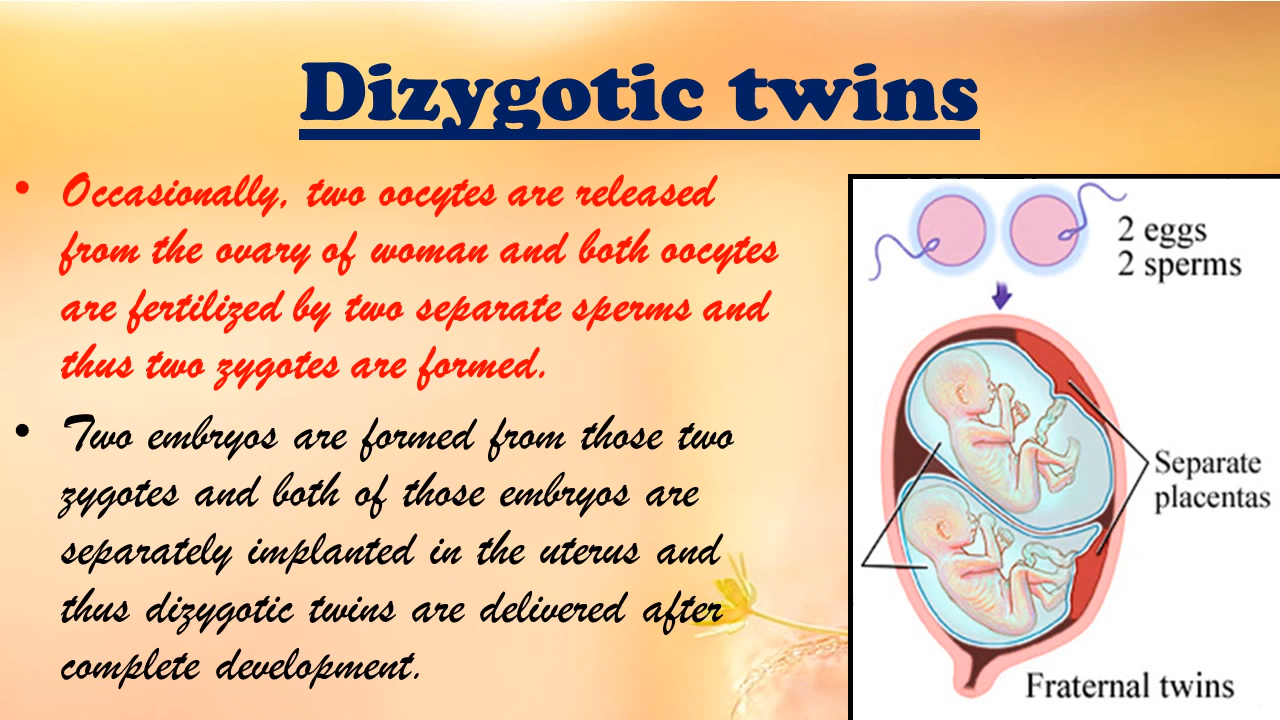 Dizygotic twins
• Occasionally, two oocytes are released
from the ovary of woman and both oocytes
are fertilized by two separate sperms and
thus two zygotes are formed.
• Two embryos are formed from those two
zygotes and both of those embryos are
separately implanted in the uterus and
thus dizygotic twins are delivered after
complete development.
2 eggs
2 sperms
Separate
placentas
Fraternal twins